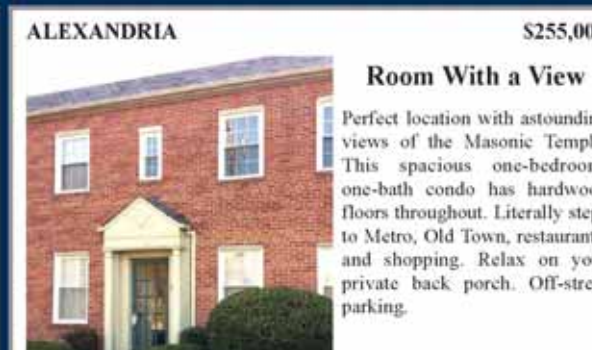 ALEXANDRIA
$255,00
Room With a View
Perfect location with astoundin
views of the Masonic Templ
This spacious one-bedroom
one-bath condo has hardwoo
floors throughout. Literally step
to Metro, Old Town, restaurant
and shopping. Relax on yo
private back porch. Off-stre
parking.